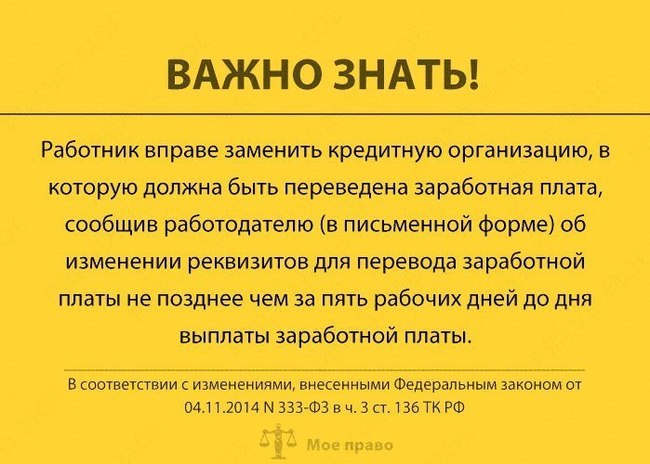 ВАЖНО ЗНАТЬ!
Работник вправе заменить кредитную организацию, в
которую должна быть переведена заработная плата,
сообщив работодателю (в письменной форме) об
изменении реквизитов для перевода заработной
платы не позднее чем за пять рабочих дней до дня
выплаты заработной платы.
В соответствии с изменениями, внесенными Федеральным законом от
04.11.2014 N 333-ФЗ в ч. 3 ст. 136 ТК РФ
Мое право